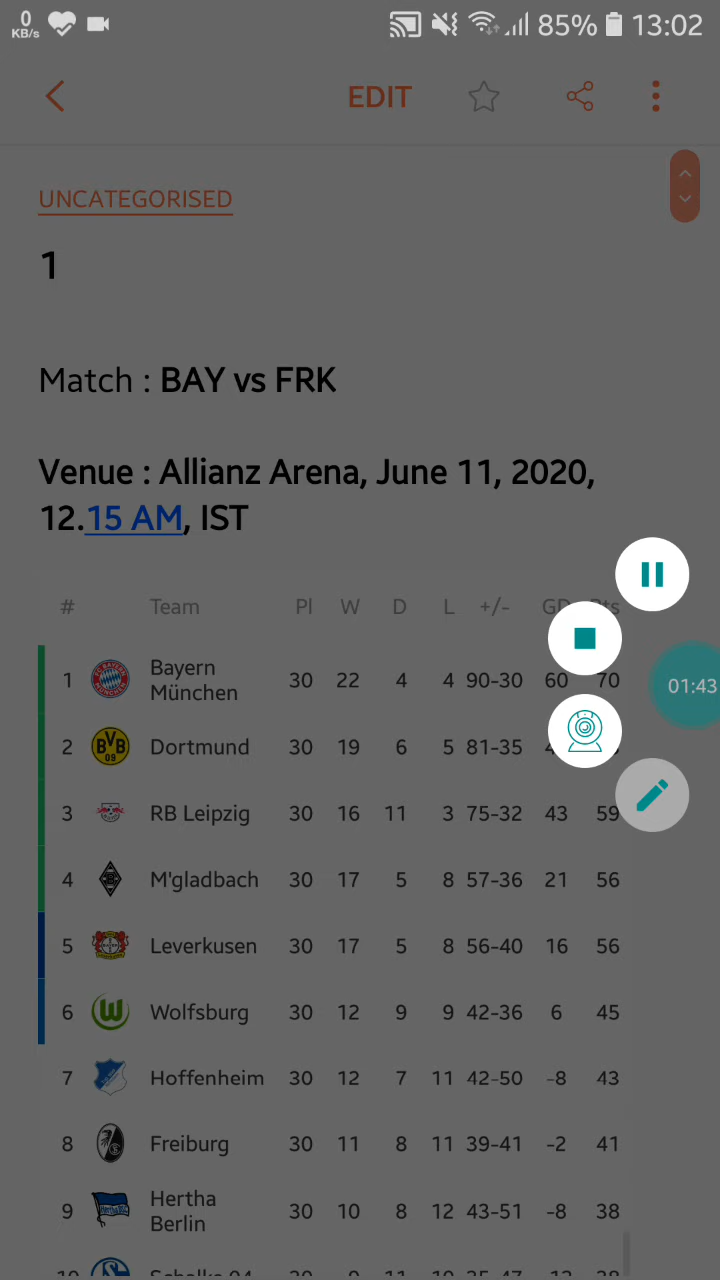 0
KB/s
85% 13:02
EDIT
UNCATEGORISED
1
Match : BAY vs FRK
Venue : Allianz Arena, June 11, 2020,
12.15 AM, IST
# Team Pl W D L +/- GD Pts
1 Bayern München 30 22 4 4 90-30 60 70
2 Dortmund 30 19 6 5 81-35
01:43
3 RB Leipzig 30 16 11 3 75-32 43 59
4 M'gladbach 30 17 5 8 57-36 21 56
5 Leverkusen 30 17 5 8 56-40 16 56
6 Wolfsburg 30 12 9 9 42-36 6 45
7 Hoffenheim 30 12 7 11 42-50 -8 43
8 Freiburg 30 11 8 11 39-41 -2 41
9 Hertha Berlin 30 10 8 12 43-51 -8 38